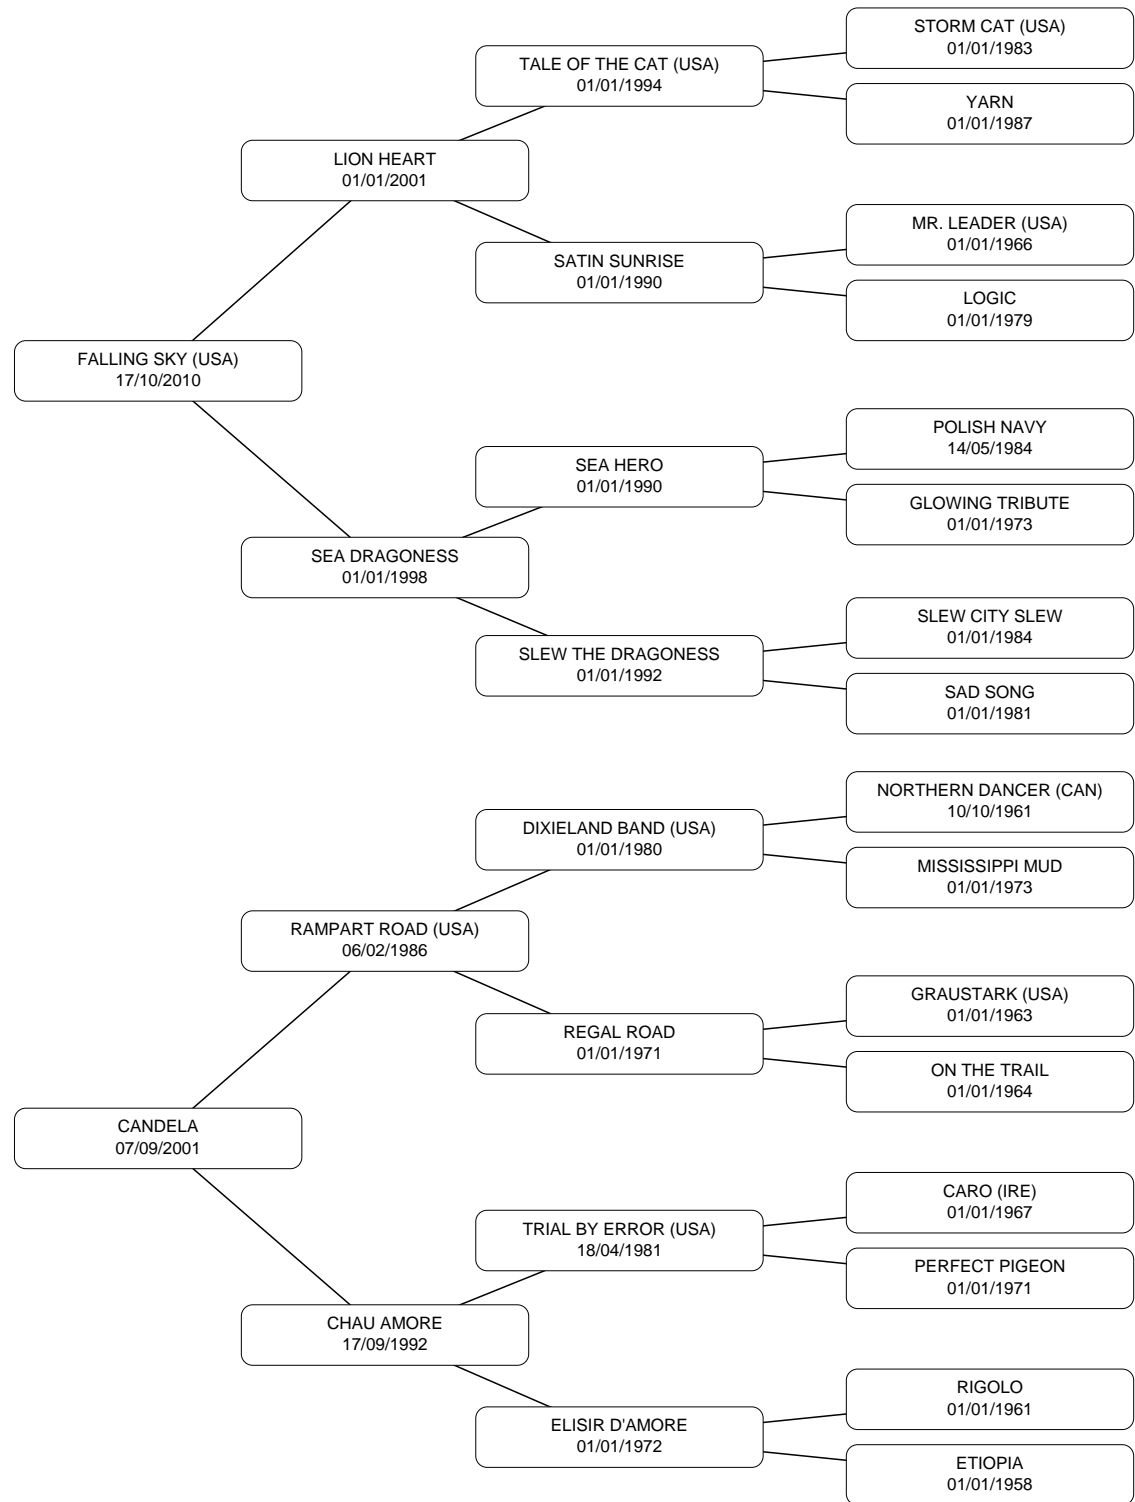 STORM CAT (USA)
01/01/1983
TALE OF THE CAT (USA)
01/01/1994
YARN
01/01/1987
LION HEART
01/01/2001
MR. LEADER (USA)
01/01/1966
SATIN SUNRISE
01/01/1990
LOGIC
01/01/1979
FALLING SKY (USA)
17/10/2010
POLISH NAVY
14/05/1984
SEA HERO
01/01/1990
GLOWING TRIBUTE
01/01/1973
SEA DRAGONESS
01/01/1998
SLEW CITY SLEW
01/01/1984
SLEW THE DRAGONESS
01/01/1992
SAD SONG
01/01/1981
NORTHERN DANCER (CAN)
10/10/1961
DIXIELAND BAND (USA)
01/01/1980
MISSISSIPPI MUD
01/01/1973
RAMPART ROAD (USA)
06/02/1986
GRAUSTARK (USA)
01/01/1963
REGAL ROAD
01/01/1971
ON THE TRAIL
01/01/1964
CANDELA
07/09/2001
CARO (IRE)
01/01/1967
TRIAL BY ERROR (USA)
18/04/1981
PERFECT PIGEON
01/01/1971
CHAU AMORE
17/09/1992
RIGOLO
01/01/1961
ELISIR D'AMORE
01/01/1972
ETIOPIA
01/01/1958